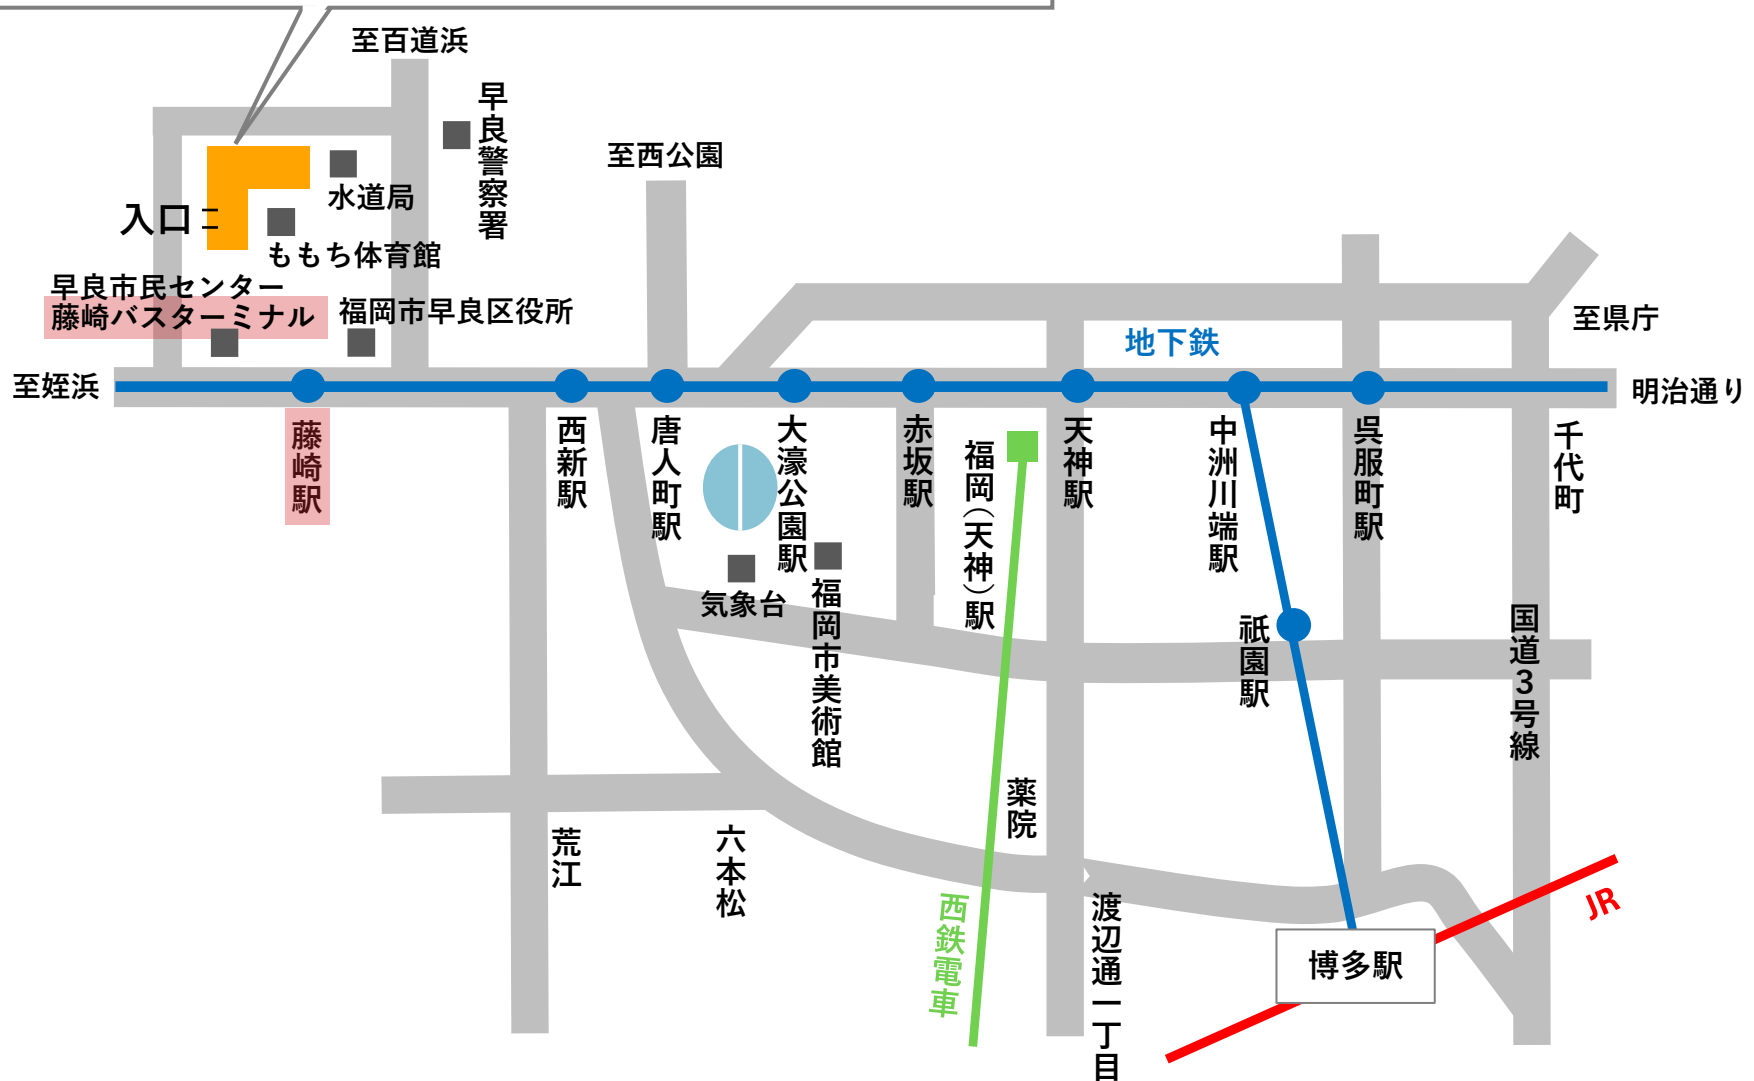 至百道浜
早良警察署
至西公園
水道局
入口
ももち体育館
早良市民センター
藤崎バスターミナル
福岡市早良区役所
至県庁
地下鉄
至姪浜
明治通り
藤崎駅
西新駅
唐人町駅
大濠公園駅
赤坂駅
福岡(天神)駅
天神駅
中洲川端駅
呉服町駅
千代町
気象台
福岡市美術館
祇園駅
国道3号線
薬院
荒江
六本松
西鉄電車
渡辺通一丁目
JR
博多駅